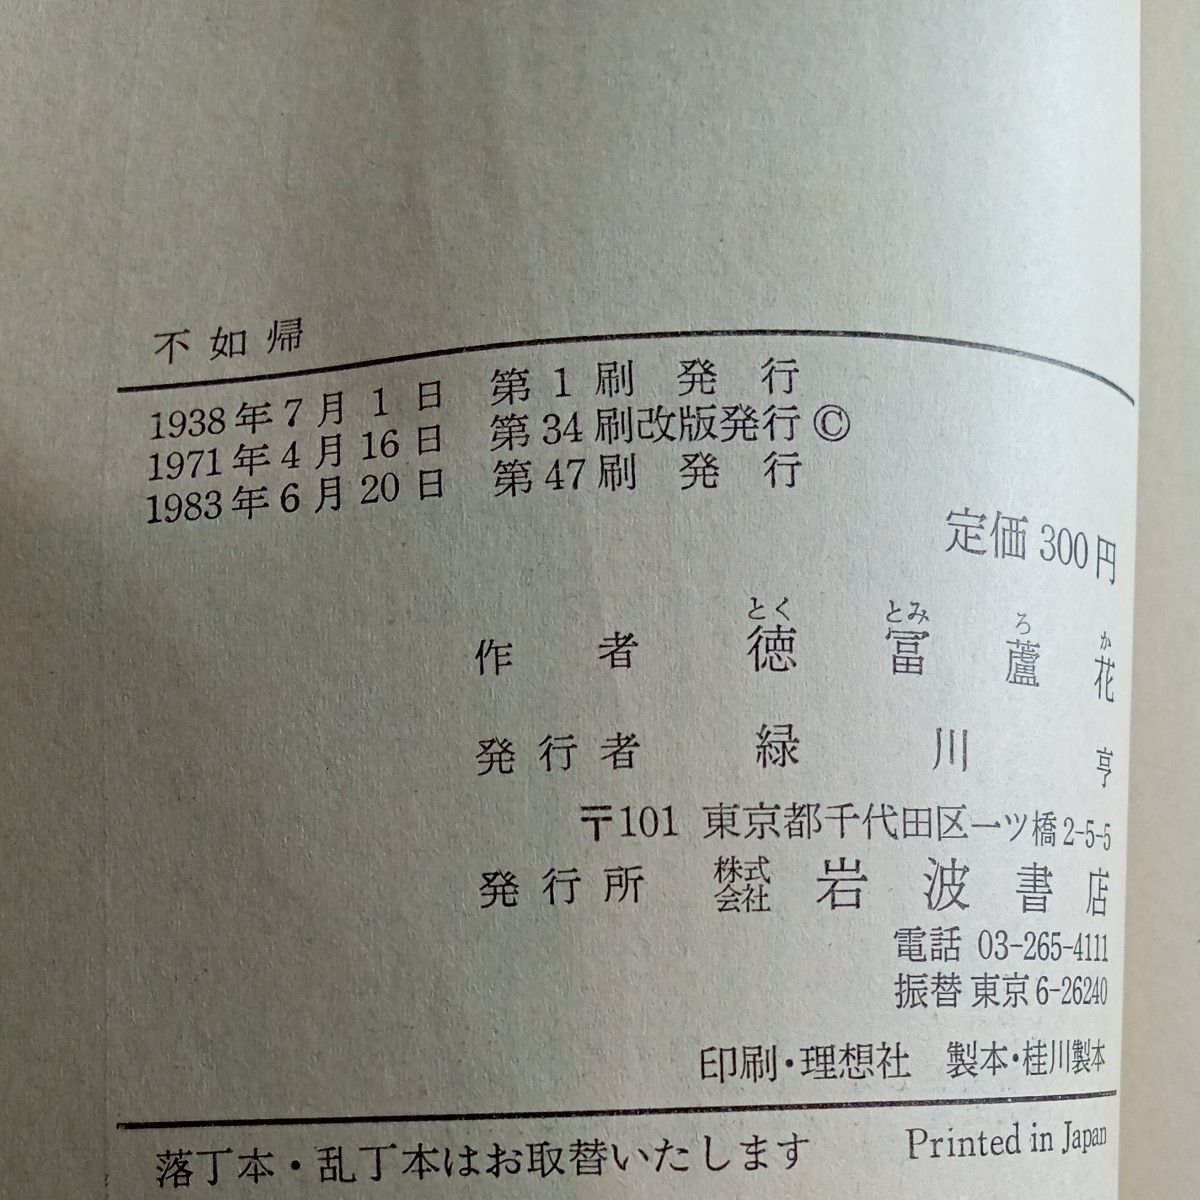 不如帰
1938年7月1日 第1刷発行
1971年4月16日 第34刷改版発行©
1983年6月20日 第47刷発行
定価300円
とく とみ ろ か
作者 徳冨蘆花
発行者 緑川亨
〒101 東京都千代田区一ツ橋2-5-5
発行所 株式会社 岩波書店
電話 03-265-4111
振替 東京6-26240
印刷・理想社 製本・桂川製本
落丁本・乱丁本はお取替いたします Printed in Japan